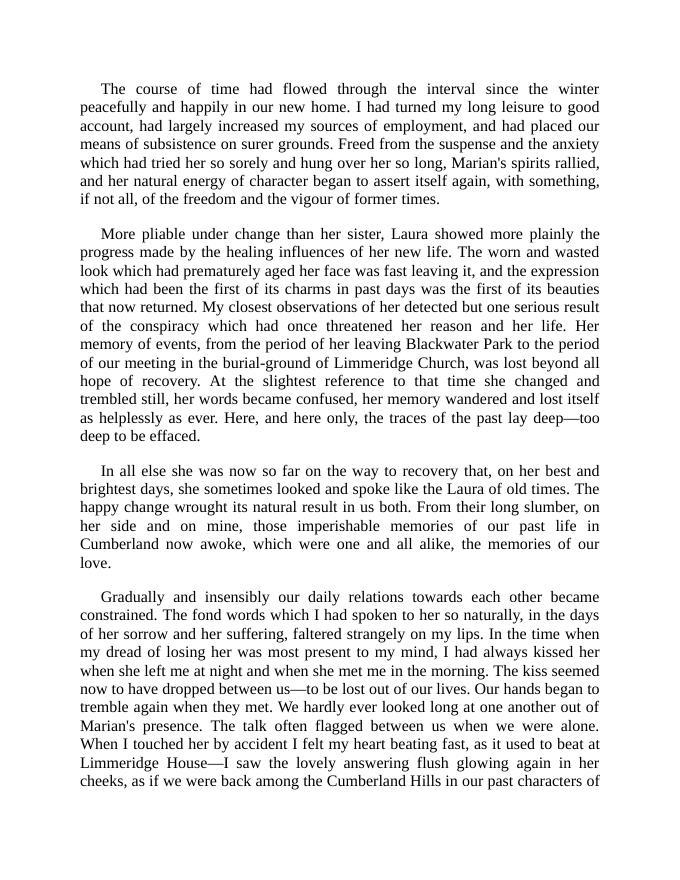 The course of time had flowed through the interval since the winter
peacefully and happily in our new home. I had turned my long leisure to good
account, had largely increased my sources of employment, and had placed our
means of subsistence on surer grounds. Freed from the suspense and the anxiety
which had tried her so sorely and hung over her so long, Marian's spirits rallied,
and her natural energy of character began to assert itself again, with something,
if not all, of the freedom and the vigour of former times.
More pliable under change than her sister, Laura showed more plainly the
progress made by the healing influences of her new life. The worn and wasted
look which had prematurely aged her face was fast leaving it, and the expression
which had been the first of its charms in past days was the first of its beauties
that now returned. My closest observations of her detected but one serious result
of the conspiracy which had once threatened her reason and her life. Her
memory of events, from the period of her leaving Blackwater Park to the period
of our meeting in the burial-ground of Limmeridge Church, was lost beyond all
hope of recovery. At the slightest reference to that time she changed and
trembled still, her words became confused, her memory wandered and lost itself
as helplessly as ever. Here, and here only, the traces of the past lay deep—too
deep to be effaced.
In all else she was now so far on the way to recovery that, on her best and
brightest days, she sometimes looked and spoke like the Laura of old times. The
happy change wrought its natural result in us both. From their long slumber, on
her side and on mine, those imperishable memories of our past life in
Cumberland now awoke, which were one and all alike, the memories of our
love.
Gradually and insensibly our daily relations towards each other became
constrained. The fond words which I had spoken to her so naturally, in the days
of her sorrow and her suffering, faltered strangely on my lips. In the time when
my dread of losing her was most present to my mind, I had always kissed her
when she left me at night and when she met me in the morning. The kiss seemed
now to have dropped between us—to be lost out of our lives. Our hands began to
tremble again when they met. We hardly ever looked long at one another out of
Marian's presence. The talk often flagged between us when we were alone.
When I touched her by accident I felt my heart beating fast, as it used to beat at
Limmeridge House—I saw the lovely answering flush glowing again in her
cheeks, as if we were back among the Cumberland Hills in our past characters of